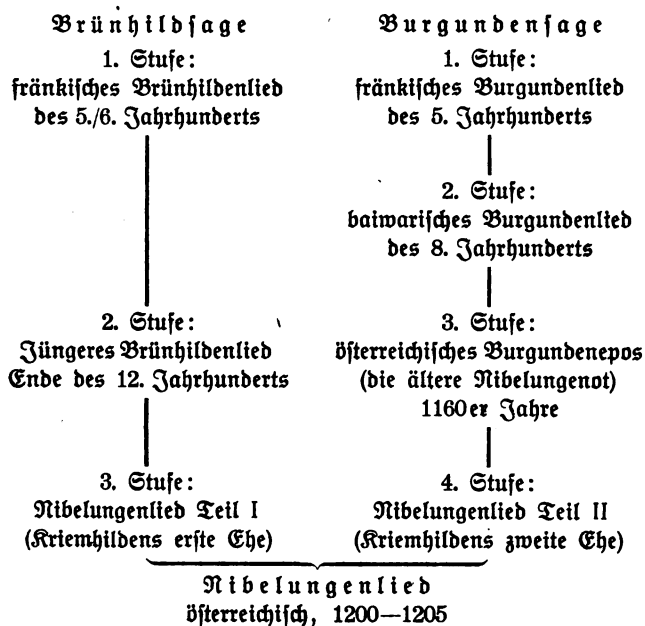 Brünhildsage
1. Stufe:
fränkisches Brünhildenlied
des 5./6. Jahrhunderts
2. Stufe:
Jüngeres Brünhildenlied
Ende des 12. Jahrhunderts
3. Stufe:
Nibelungenlied Teil I
(Kriemhildens erste Ehe)
Burgundensage
1. Stufe:
fränkisches Burgundenlied
des 5. Jahrhunderts
2. Stufe:
baiwarisches Burgundenlied
des 8. Jahrhunderts
3. Stufe:
österreichisches Burgundenepos
(die ältere Nibelungenot)
1160er Jahre
4. Stufe:
Nibelungenlied Teil II
(Kriemhildens zweite Ehe)
Nibelungenlied
österreichisch, 1200—1205